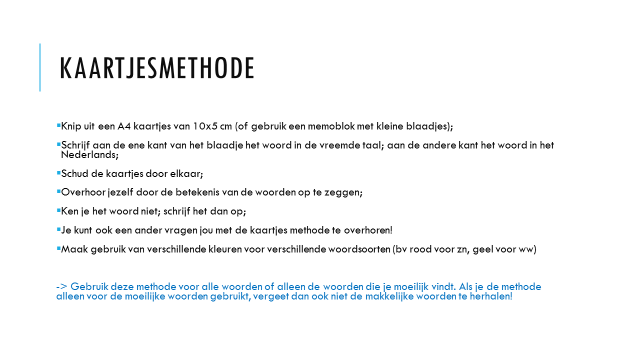 KAARTJESMETHODE
▪Knip uit een A4 kaartjes van 10x5 cm (of gebruik een memoblok met kleine blaadjes);
▪Schrijf aan de ene kant van het blaadje het woord in de vreemde taal; aan de andere kant het woord in het
Nederlands;
▪Schud de kaartjes door elkaar;
▪Overhoor jezelf door de betekenis van de woorden op te zeggen;
▪Ken je het woord niet; schrijf het dan op;
▪Je kunt ook een ander vragen jou met de kaartjes methode te overhoren!
▪Maak gebruik van verschillende kleuren voor verschillende woordsoorten (bv rood voor zn, geel voor ww)
-> Gebruik deze methode voor alle woorden of alleen de woorden die je moeilijk vindt. Als je de methode
alleen voor de moeilijke woorden gebruikt, vergeet dan ook niet de makkelijke woorden te herhalen!